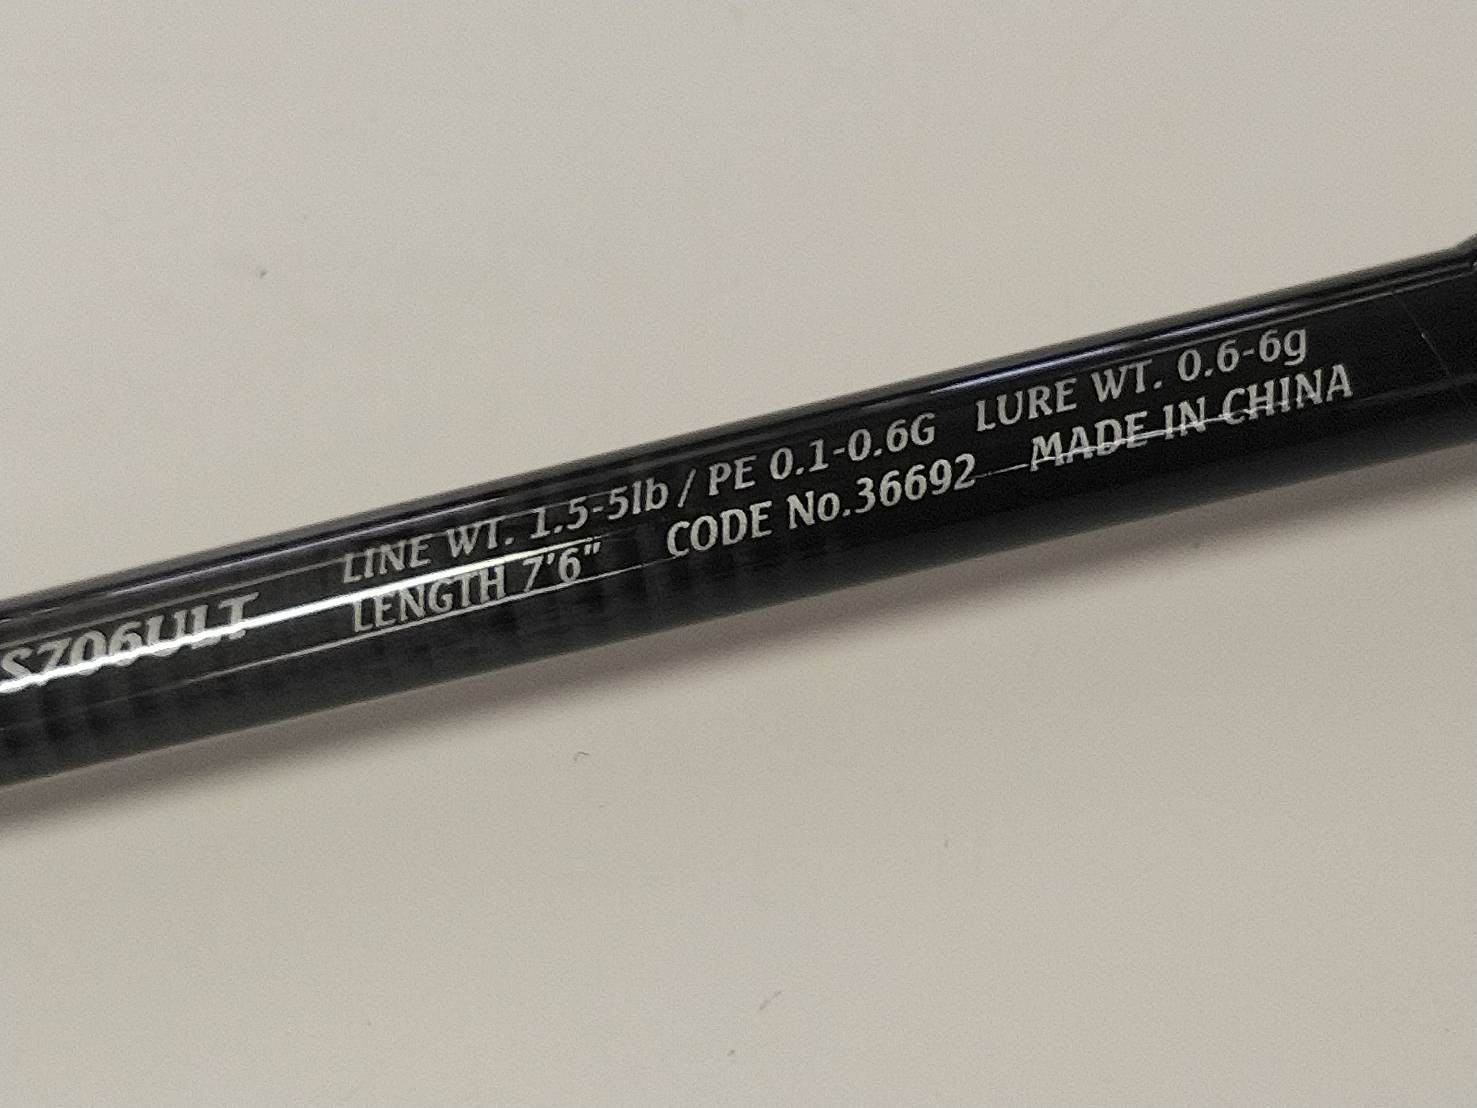 S706ULT
LINE WT. 1.5-5lb / PE 0.1-0.6G LURE WT. 0.6-6g
LENGTH 7'6" CODE No.36692 MADE IN CHINA